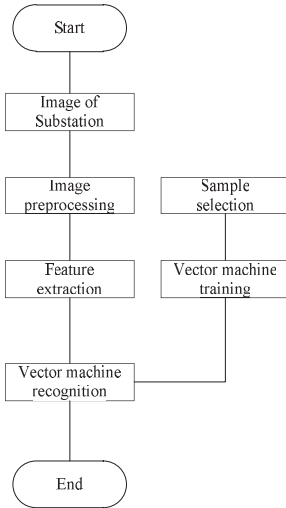 Start
Image of
Substation
Image
preprocessing
Sample
selection
Feature
extraction
Vector machine
training
Vector machine
recognition
End